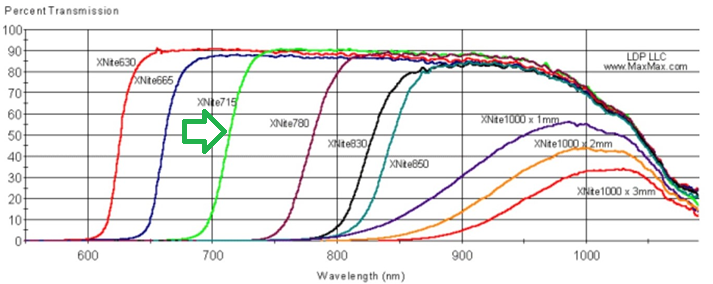 Percent Transmission
100
90
80
70
60
50
40
30
20
10
0
LDP LLC
www.MaxMax.com
XNite630
XNite665
XNite715
XNite780
XNite830
XNite850
XNite1000 x 1mm
XNite1000 x 2mm
XNite1000 x 3mm
600
700
800
900
1000
Wavelength (nm)